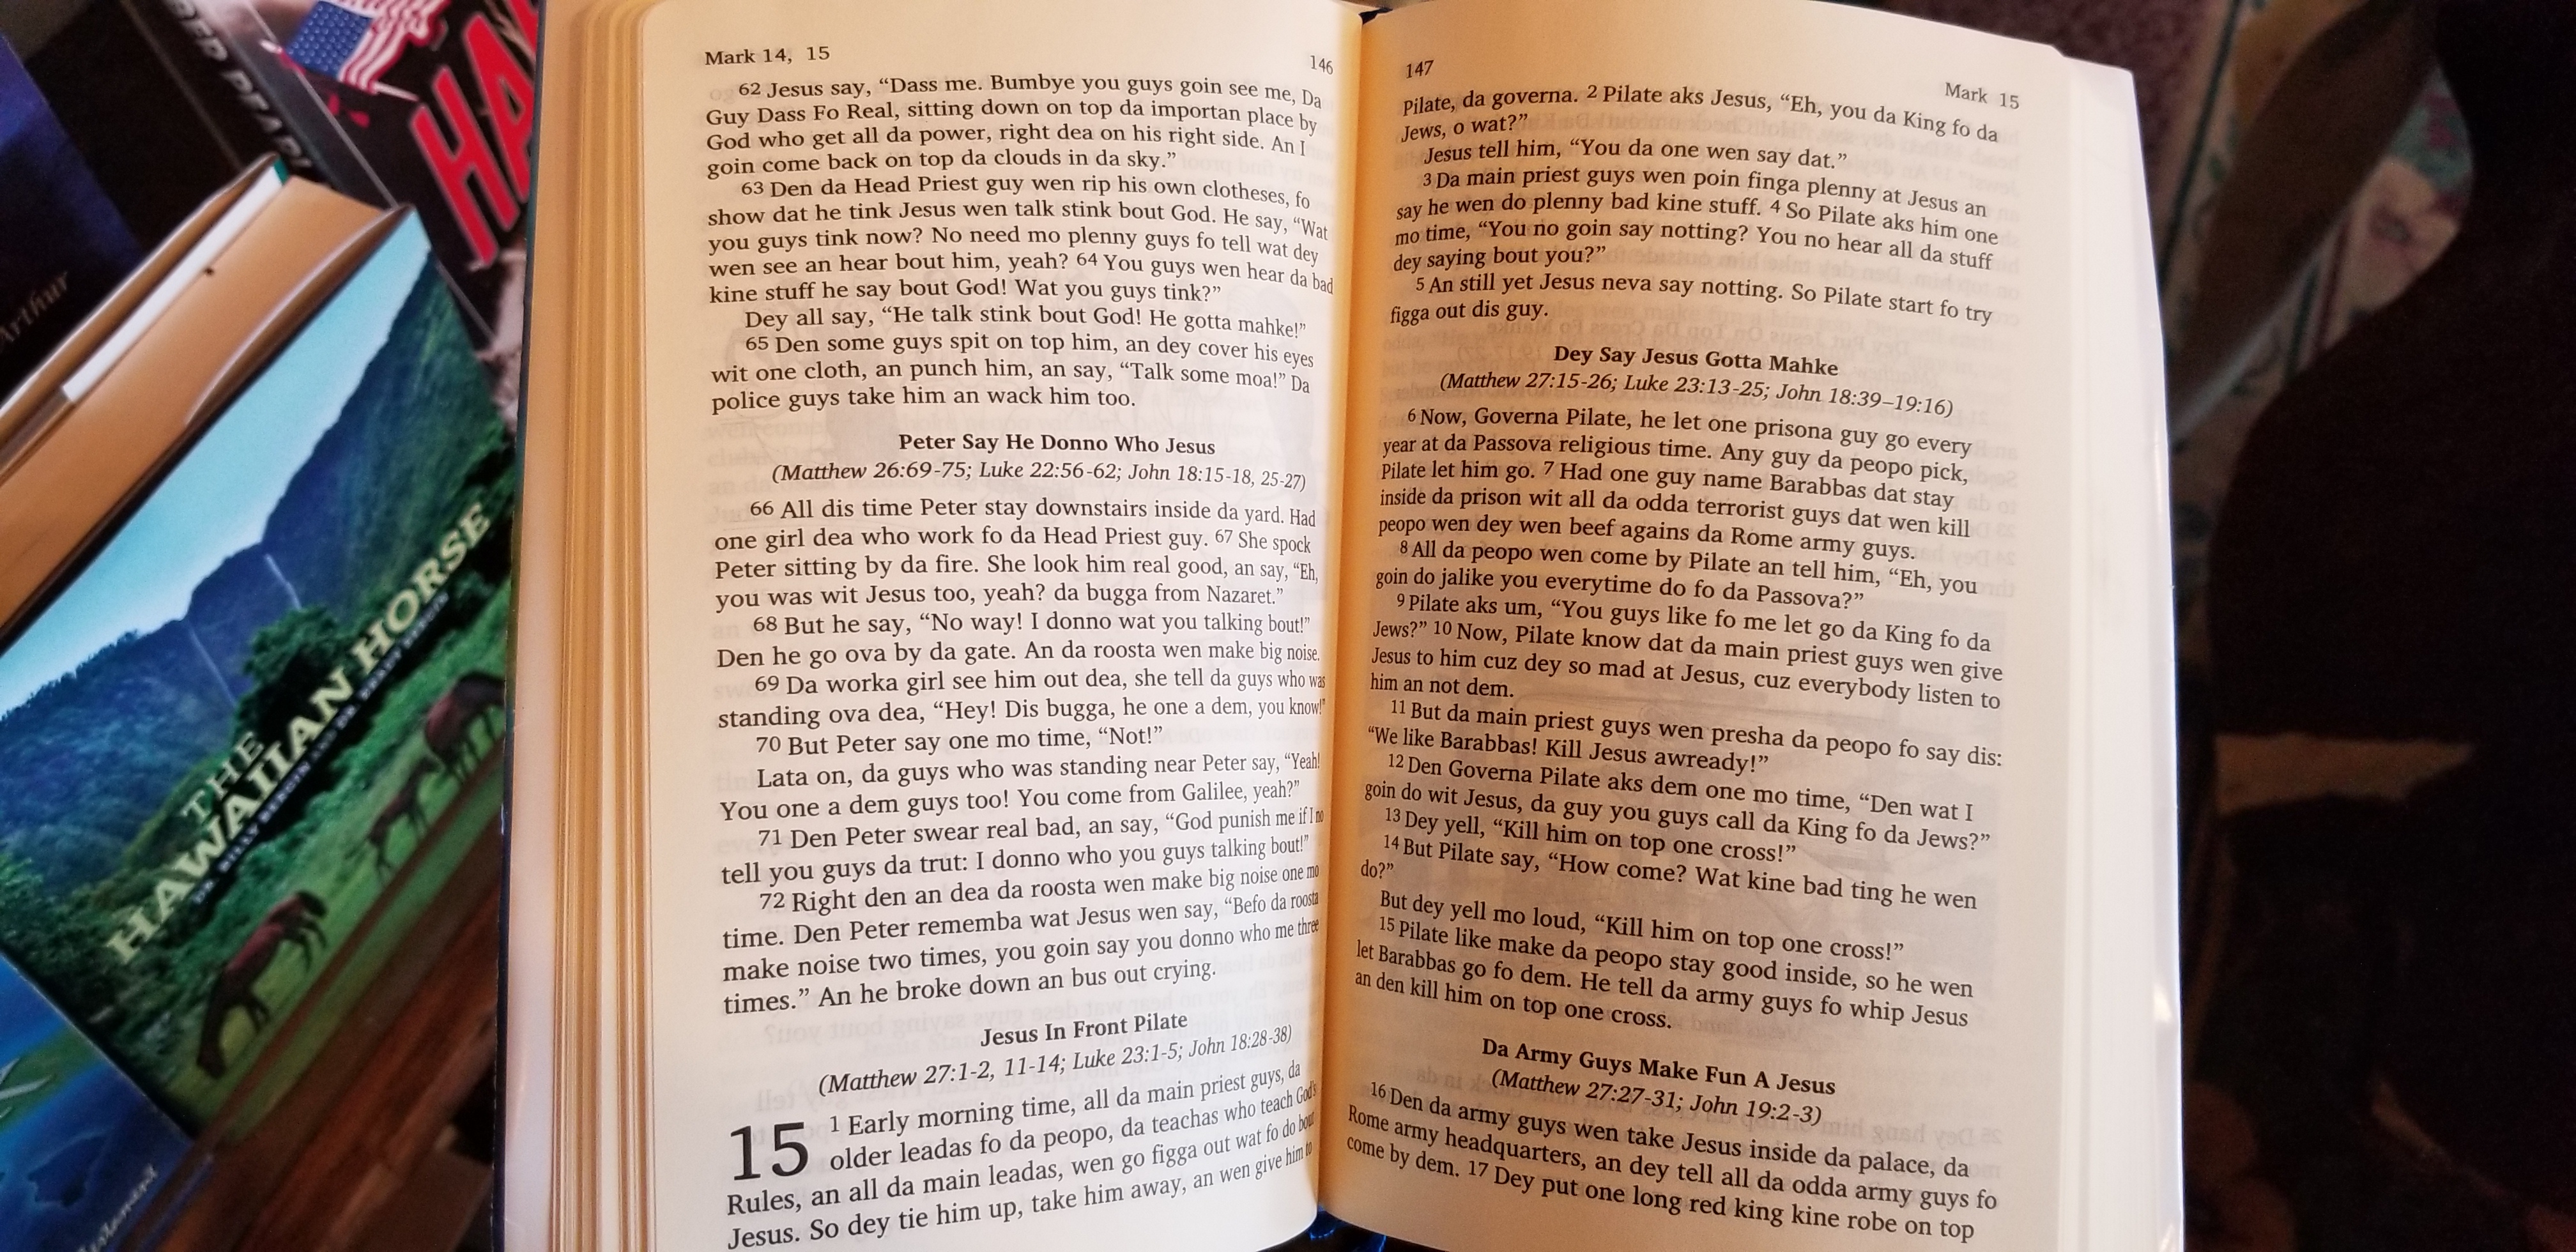 Mark 14, 15
146
62 Jesus say, “Dass me. Bumbye you guys goin see me, Da
Guy Dass Fo Real, sitting down on top da importan place by
God who get all da power, right dea on his right side. An I
goin come back on top da clouds in da sky.”
63 Den da Head Priest guy wen rip his own clotheses, fo
show dat he tink Jesus wen talk stink bout God. He say, “Wat
you guys tink now? No need mo plenny guys fo tell wat dey
wen see an hear bout him, yeah? 64 You guys wen hear da bad
kine stuff he say bout God! Wat you guys tink?”
Dey all say, “He talk stink bout God! He gotta mahke!”
65 Den some guys spit on top him, an dey cover his eyes
wit one cloth, an punch him, an say, “Talk some moa!” Da
police guys take him an wack him too.
Peter Say He Donno Who Jesus
(Matthew 26:69-75; Luke 22:56-62; John 18:15-18, 25-27)
66 All dis time Peter stay downstairs inside da yard. Had
one girl dea who work fo da Head Priest guy. 67 She spock
Peter sitting by da fire. She look him real good, an say, “Eh,
you was wit Jesus too, yeah? da bugga from Nazaret.”
68 But he say, “No way! I donno wat you talking bout!”
Den he go ova by da gate. An da roosta wen make big noise.
69 Da worka girl see him out dea, she tell da guys who was
standing ova dea, “Hey! Dis bugga, he one a dem, you know!”
70 But Peter say one mo time, “Not!”
Lata on, da guys who was standing near Peter say, “Yeah!
You one a dem guys too! You come from Galilee, yeah?”
71 Den Peter swear real bad, an say, “God punish me if I no
tell you guys da trut: I donno who you guys talking bout!”
72 Right den an dea da roosta wen make big noise one mo
time. Den Peter rememba wat Jesus wen say, “Befo da roosta
make noise two times, you goin say you donno who me three
times.” An he broke down an bus out crying.
Jesus In Front Pilate
(Matthew 27:1-2, 11-14; Luke 23:1-5; John 18:28-38)
15 1 Early morning time, all da main priest guys, da
older leadas fo da peopo, da teachas who teach God's
Rules, an all da main leadas, wen go figga out wat fo do bout
Jesus. So dey tie him up, take him away, an wen give him to
147
Mark 15
Pilate, da governa. 2 Pilate aks Jesus, “Eh, you da King fo da
Jews, o wat?”
Jesus tell him, “You da one wen say dat.”
3 Da main priest guys wen poin finga plenny at Jesus an
say he wen do plenny bad kine stuff. 4 So Pilate aks him one
mo time, “You no goin say notting? You no hear all da stuff
dey saying bout you?”
5 An still yet Jesus neva say notting. So Pilate start fo try
figga out dis guy.
Dey Say Jesus Gotta Mahke
(Matthew 27:15-26; Luke 23:13-25; John 18:39–19:16)
6 Now, Governa Pilate, he let one prisona guy go every
year at da Passova religious time. Any guy da peopo pick,
Pilate let him go. 7 Had one guy name Barabbas dat stay
inside da prison wit all da odda terrorist guys dat wen kill
peopo wen dey wen beef agains da Rome army guys.
8 All da peopo wen come by Pilate an tell him, “Eh, you
goin do jalike you everytime do fo da Passova?”
9 Pilate aks um, “You guys like fo me let go da King fo da
Jews?” 10 Now, Pilate know dat da main priest guys wen give
Jesus to him cuz dey so mad at Jesus, cuz everybody listen to
him an not dem.
11 But da main priest guys wen presha da peopo fo say dis:
“We like Barabbas! Kill Jesus awready!”
12 Den Governa Pilate aks dem one mo time, “Den wat I
goin do wit Jesus, da guy you guys call da King fo da Jews?”
13 Dey yell, “Kill him on top one cross!”
14 But Pilate say, “How come? Wat kine bad ting he wen
do?”
But dey yell mo loud, “Kill him on top one cross!”
15 Pilate like make da peopo stay good inside, so he wen
let Barabbas go fo dem. He tell da army guys fo whip Jesus
an den kill him on top one cross.
Da Army Guys Make Fun A Jesus
(Matthew 27:27-31; John 19:2-3)
16 Den da army guys wen take Jesus inside da palace, da
Rome army headquarters, an dey tell all da odda army guys fo
come by dem. 17 Dey put one long red king kine robe on top
THE
HAWAIIAN HORSE
Arthur